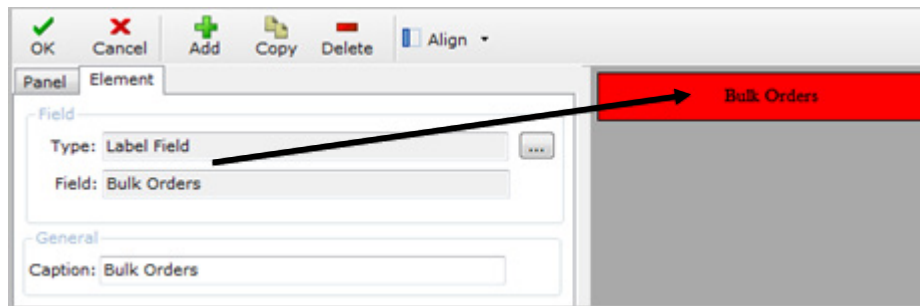 OK Cancel Add Copy Delete Align
Panel Element
Field
Type: Label Field ...
Field: Bulk Orders
General
Caption: Bulk Orders
Bulk Orders